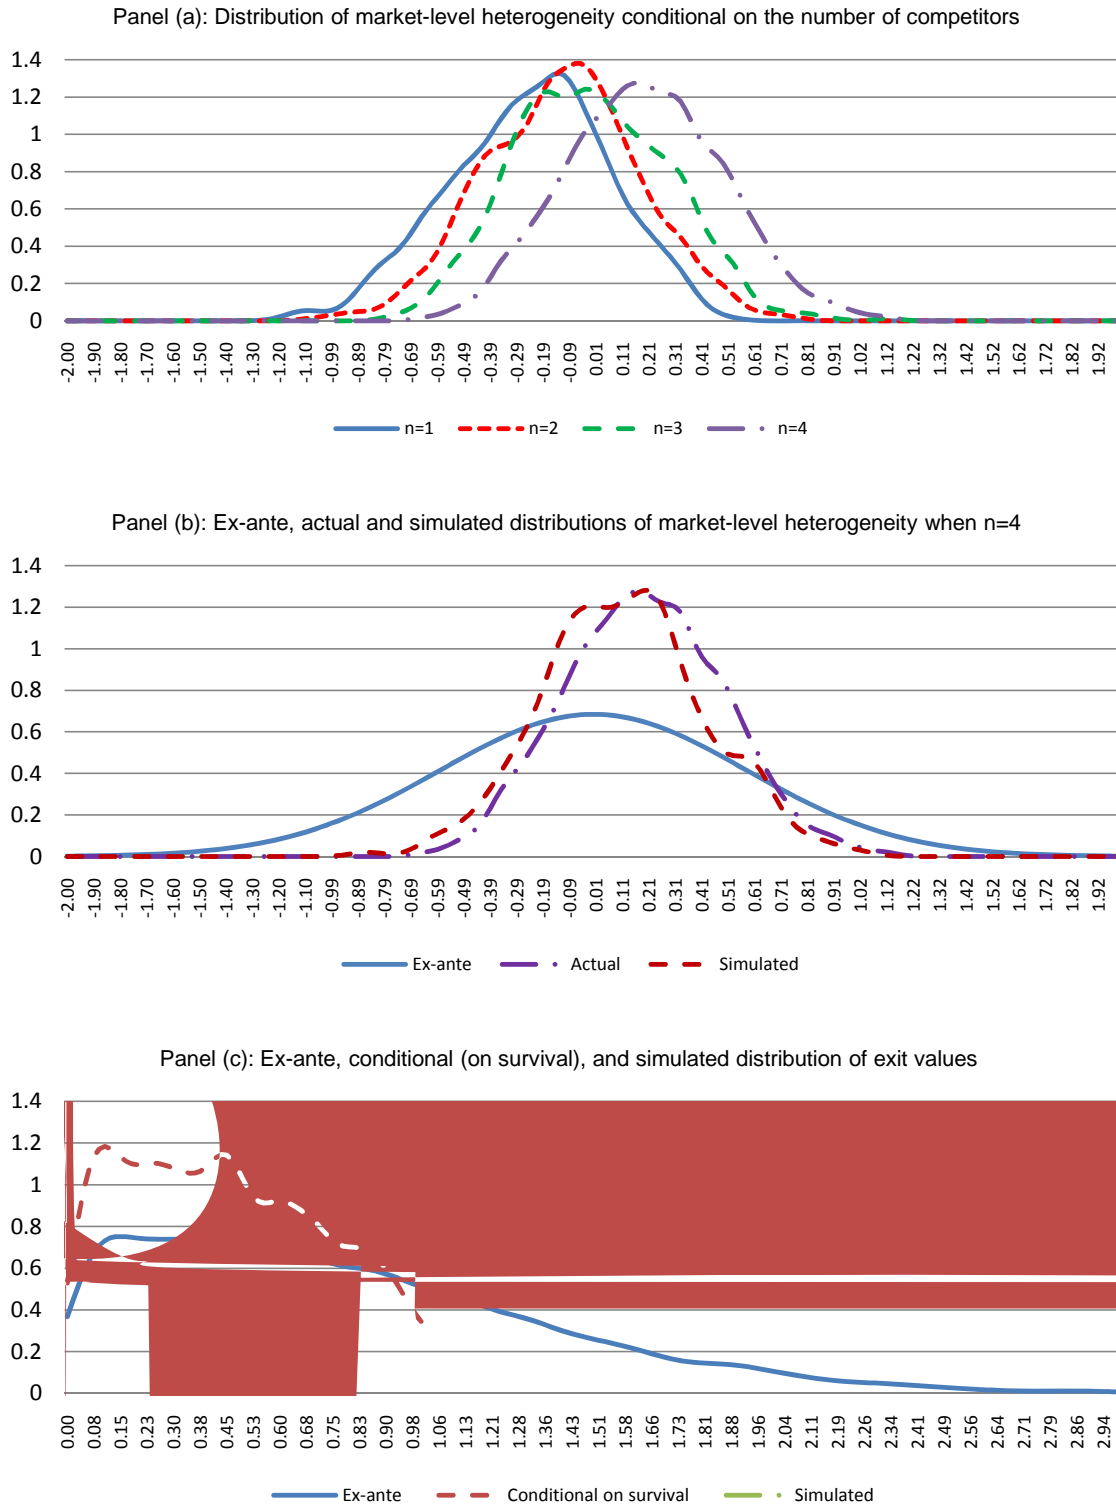 Panel (a): Distribution of market-level heterogeneity conditional on the number of competitors
1.4
1.2
1
0.8
0.6
0.4
0.2
0
-2.00 -1.90 -1.80 -1.70 -1.60 -1.50 -1.40 -1.30 -1.20 -1.10 -0.99 -0.89 -0.79 -0.69 -0.59 -0.49 -0.39 -0.29 -0.19 -0.09 0.01 0.11 0.21 0.31 0.41 0.51 0.61 0.71 0.81 0.91 1.02 1.12 1.22 1.32 1.42 1.52 1.62 1.72 1.82 1.92
n=1 n=2 n=3 n=4
Panel (b): Ex-ante, actual and simulated distributions of market-level heterogeneity when n=4
1.4
1.2
1
0.8
0.6
0.4
0.2
0
-2.00 -1.90 -1.80 -1.70 -1.60 -1.50 -1.40 -1.30 -1.20 -1.10 -0.99 -0.89 -0.79 -0.69 -0.59 -0.49 -0.39 -0.29 -0.19 -0.09 0.01 0.11 0.21 0.31 0.41 0.51 0.61 0.71 0.81 0.91 1.02 1.12 1.22 1.32 1.42 1.52 1.62 1.72 1.82 1.92
Ex-ante Actual Simulated
Panel (c): Ex-ante, conditional (on survival), and simulated distribution of exit values
1.4
1.2
1
0.8
0.6
0.4
0.2
0
0.00 0.08 0.15 0.23 0.30 0.38 0.45 0.53 0.60 0.68 0.75 0.83 0.90 0.98 1.06 1.13 1.21 1.28 1.36 1.43 1.51 1.58 1.66 1.73 1.81 1.88 1.96 2.04 2.11 2.19 2.26 2.34 2.41 2.49 2.56 2.64 2.71 2.79 2.86 2.94
Ex-ante Conditional on survival Simulated